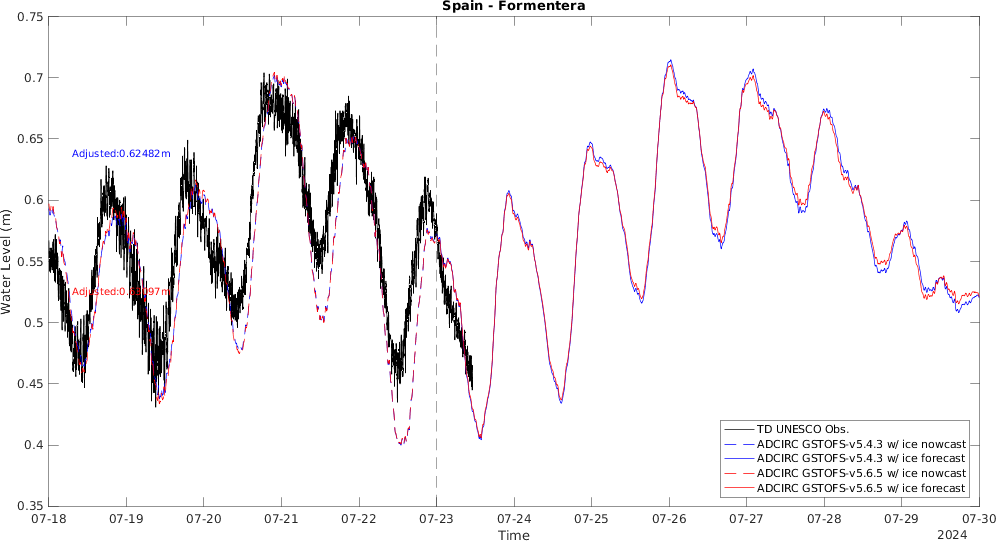 Spain - Formentera
0.75
0.7
0.65
0.6
0.55
0.5
0.45
0.4
0.35
Water Level (m)
Adjusted:0.62482m
TD UNESCO Obs.
ADCIRC GSTOFS-v5.4.3 w/ ice nowcast
ADCIRC GSTOFS-v5.4.3 w/ ice forecast
ADCIRC GSTOFS-v5.6.5 w/ ice nowcast
ADCIRC GSTOFS-v5.6.5 w/ ice forecast
07-18 07-19 07-20 07-21 07-22 07-23 07-24 07-25 07-26 07-27 07-28 07-29 07-30
Time
2024